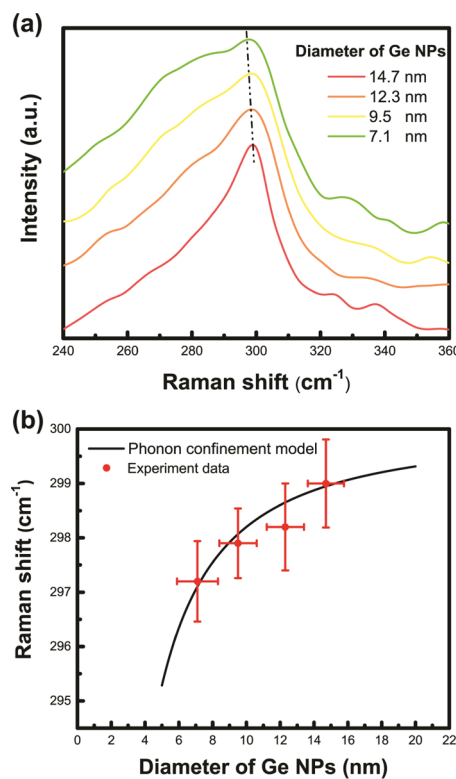 (a)
Diameter of Ge NPs
14.7 nm
12.3 nm
9.5 nm
7.1 nm
Intensity (a.u.)
240 260 280 300 320 340 360
Raman shift (cm⁻¹)
(b)
300
299
298
297
296
295
Phonon confinement model
Experiment data
Raman shift (cm⁻¹)
0 2 4 6 8 10 12 14 16 18 20 22
Diameter of Ge NPs (nm)